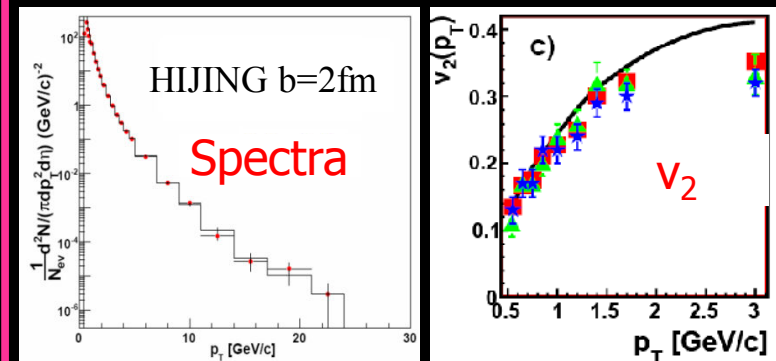 HIJING b=2fm
Spectra
1/N_ev d²N/(πdp_T²dη) (GeV/c)⁻²
10²
1
10⁻²
10⁻⁴
10⁻⁶
0 10 20 30
p_T [GeV/c]
c)
v₂
v₂(p_T)
0.4
0.3
0.2
0.1
0
0.5 1 1.5 2 2.5 3
p_T [GeV/c]